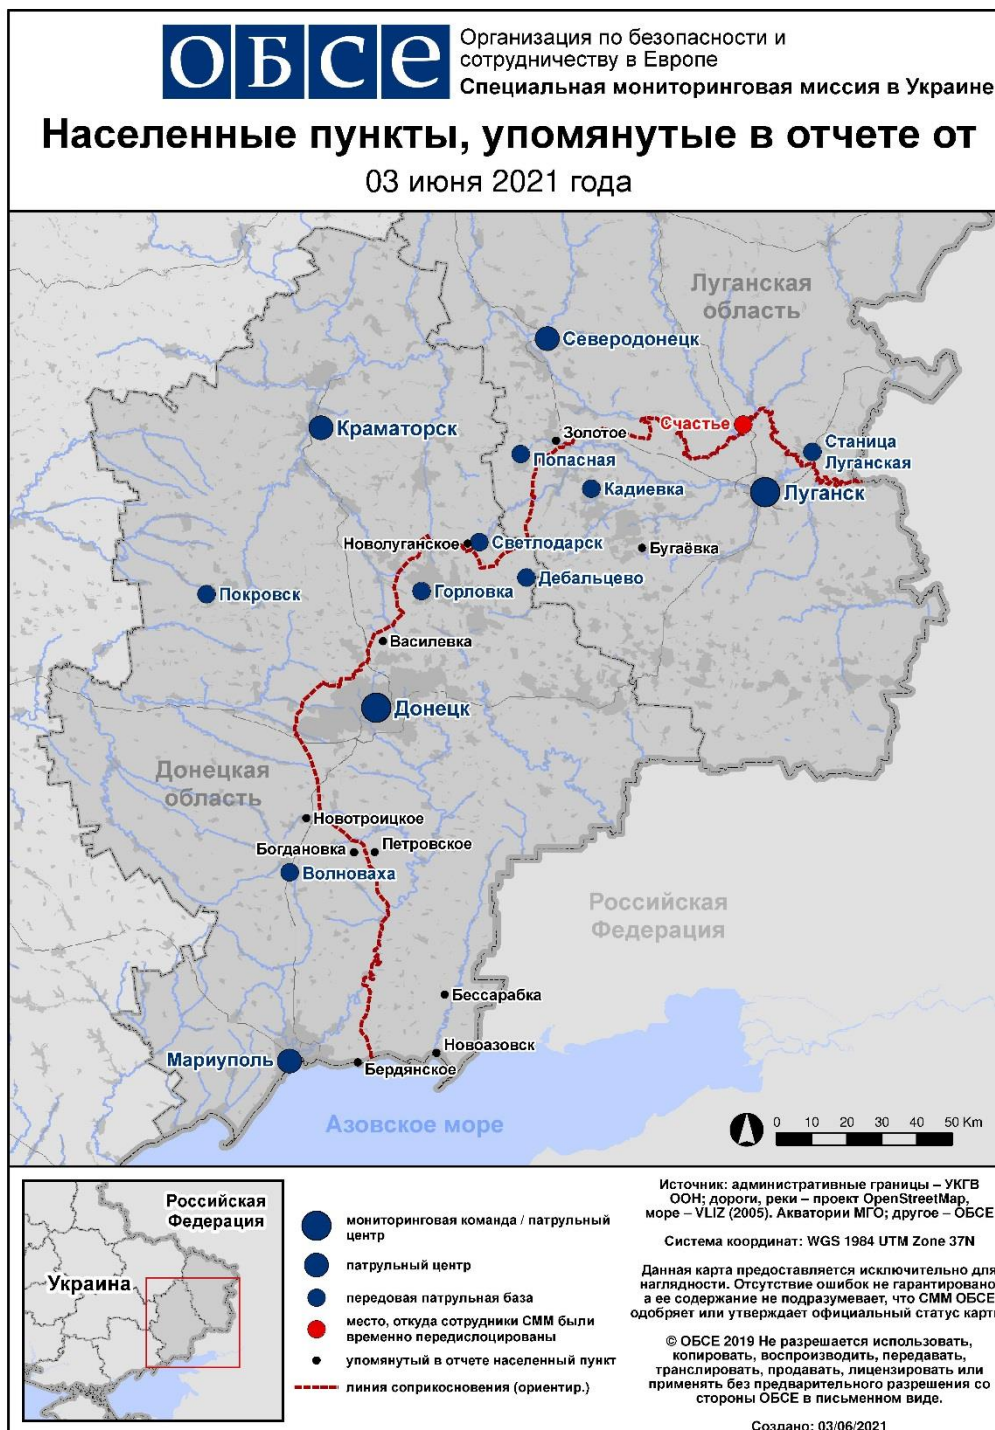 ОБСЕ
Организация по безопасности и
сотрудничеству в Европе
Специальная мониторинговая миссия в Украине
Населенные пункты, упомянутые в отчете от
03 июня 2021 года
Луганская
область
Северодонецк
Счастье
Краматорск
Золотое
Станица
Луганская
Попасная
Кадиевка
Луганск
Новолуганское
Светлодарск
Бугаёвка
Дебальцево
Покровск
Горловка
Василевка
Донецк
Донецкая
область
Новотроицкое
Богдановка
Петровское
Волноваха
Российская
Федерация
Бессарабка
Новоазовск
Мариуполь
Бердянское
Азовское море
0 10 20 30 40 50 Km
Российская
Федерация
Украина
мониторинговая команда / патрульный
центр
патрульный центр
передовая патрульная база
место, откуда сотрудники СММ были
временно передислоцированы
упомянутый в отчете населенный пункт
линия соприкосновения (ориентир.)
Источник: административные границы – УКГВ
ООН; дороги, реки – проект OpenStreetMap,
море – VLIZ (2005). Акватории МГО; другое – ОБСЕ
Система координат: WGS 1984 UTM Zone 37N
Данная карта предоставляется исключительно для
наглядности. Отсутствие ошибок не гарантировано
а ее содержание не подразумевает, что СММ ОБСЕ
одобряет или утверждает официальный статус карт
© ОБСЕ 2019 Не разрешается использовать,
копировать, воспроизводить, передавать,
транслировать, продавать, лицензировать или
применять без предварительного разрешения со
стороны ОБСЕ в письменном виде.
Создано: 03/06/2021